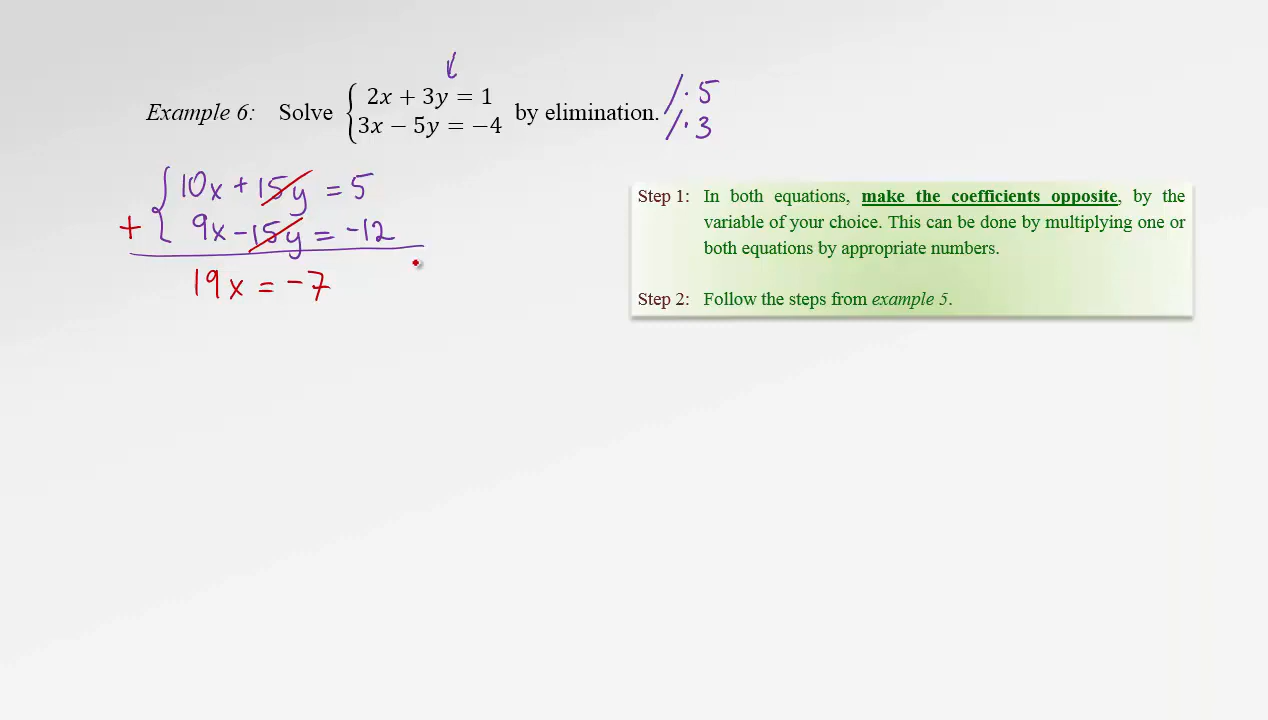 Example 6: Solve { 2x + 3y = 1 by elimination. /· 5
3x − 5y = −4 /· 3
{ 10x + 15y = 5
+ 9x − 15y = −12
19x = −7
Step 1: In both equations, make the coefficients opposite, by the
variable of your choice. This can be done by multiplying one or
both equations by appropriate numbers.
Step 2: Follow the steps from example 5.